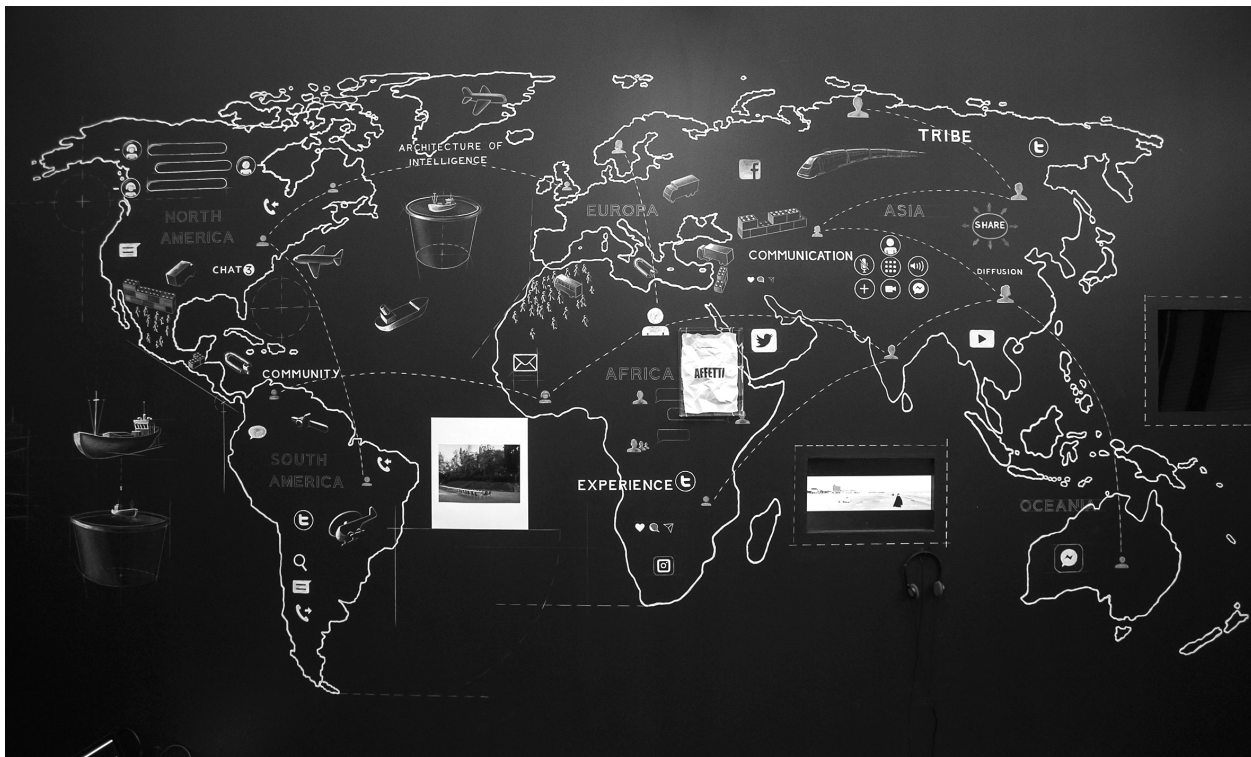 ARCHITECTURE OF
INTELLIGENCE
TRIBE
NORTH
AMERICA
EUROPA
ASIA
SHARE
CHAT 3
COMMUNICATION
DIFFUSION
COMMUNITY
AFRICA
AFFETTI
SOUTH
AMERICA
EXPERIENCE
OCEANIA